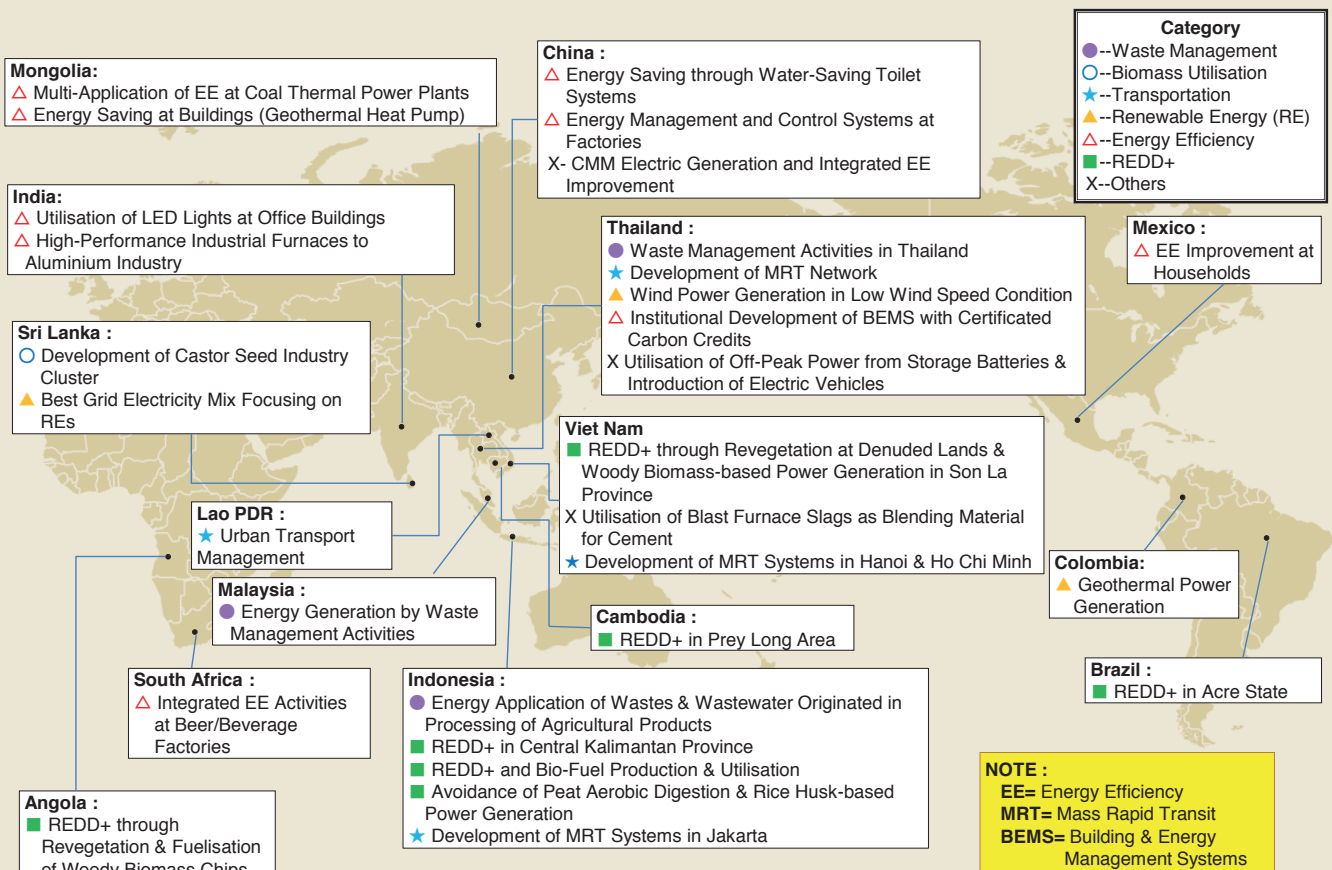 Mongolia:
△ Multi-Application of EE at Coal Thermal Power Plants
△ Energy Saving at Buildings (Geothermal Heat Pump)
China :
△ Energy Saving through Water-Saving Toilet
Systems
△ Energy Management and Control Systems at
Factories
X- CMM Electric Generation and Integrated EE
Improvement
Category
●--Waste Management
○--Biomass Utilisation
★--Transportation
▲--Renewable Energy (RE)
△--Energy Efficiency
■--REDD+
X--Others
India:
△ Utilisation of LED Lights at Office Buildings
△ High-Performance Industrial Furnaces to
Aluminium Industry
Thailand :
● Waste Management Activities in Thailand
★ Development of MRT Network
▲ Wind Power Generation in Low Wind Speed Condition
△ Institutional Development of BEMS with Certificated
Carbon Credits
X Utilisation of Off-Peak Power from Storage Batteries &
Introduction of Electric Vehicles
Mexico :
△ EE Improvement at
Households
Sri Lanka :
○ Development of Castor Seed Industry
Cluster
▲ Best Grid Electricity Mix Focusing on
REs
Viet Nam
■ REDD+ through Revegetation at Denuded Lands &
Woody Biomass-based Power Generation in Son La
Province
X Utilisation of Blast Furnace Slags as Blending Material
for Cement
★ Development of MRT Systems in Hanoi & Ho Chi Minh
Lao PDR :
★ Urban Transport
Management
Malaysia :
● Energy Generation by Waste
Management Activities
Cambodia :
■ REDD+ in Prey Long Area
Colombia:
▲ Geothermal Power
Generation
South Africa :
△ Integrated EE Activities
at Beer/Beverage
Factories
Indonesia :
● Energy Application of Wastes & Wastewater Originated in
Processing of Agricultural Products
■ REDD+ in Central Kalimantan Province
■ REDD+ and Bio-Fuel Production & Utilisation
■ Avoidance of Peat Aerobic Digestion & Rice Husk-based
Power Generation
★ Development of MRT Systems in Jakarta
Brazil :
■ REDD+ in Acre State
Angola :
■ REDD+ through
Revegetation & Fuelisation
of Woody Biomass Chips
NOTE :
EE= Energy Efficiency
MRT= Mass Rapid Transit
BEMS= Building & Energy
Management Systems